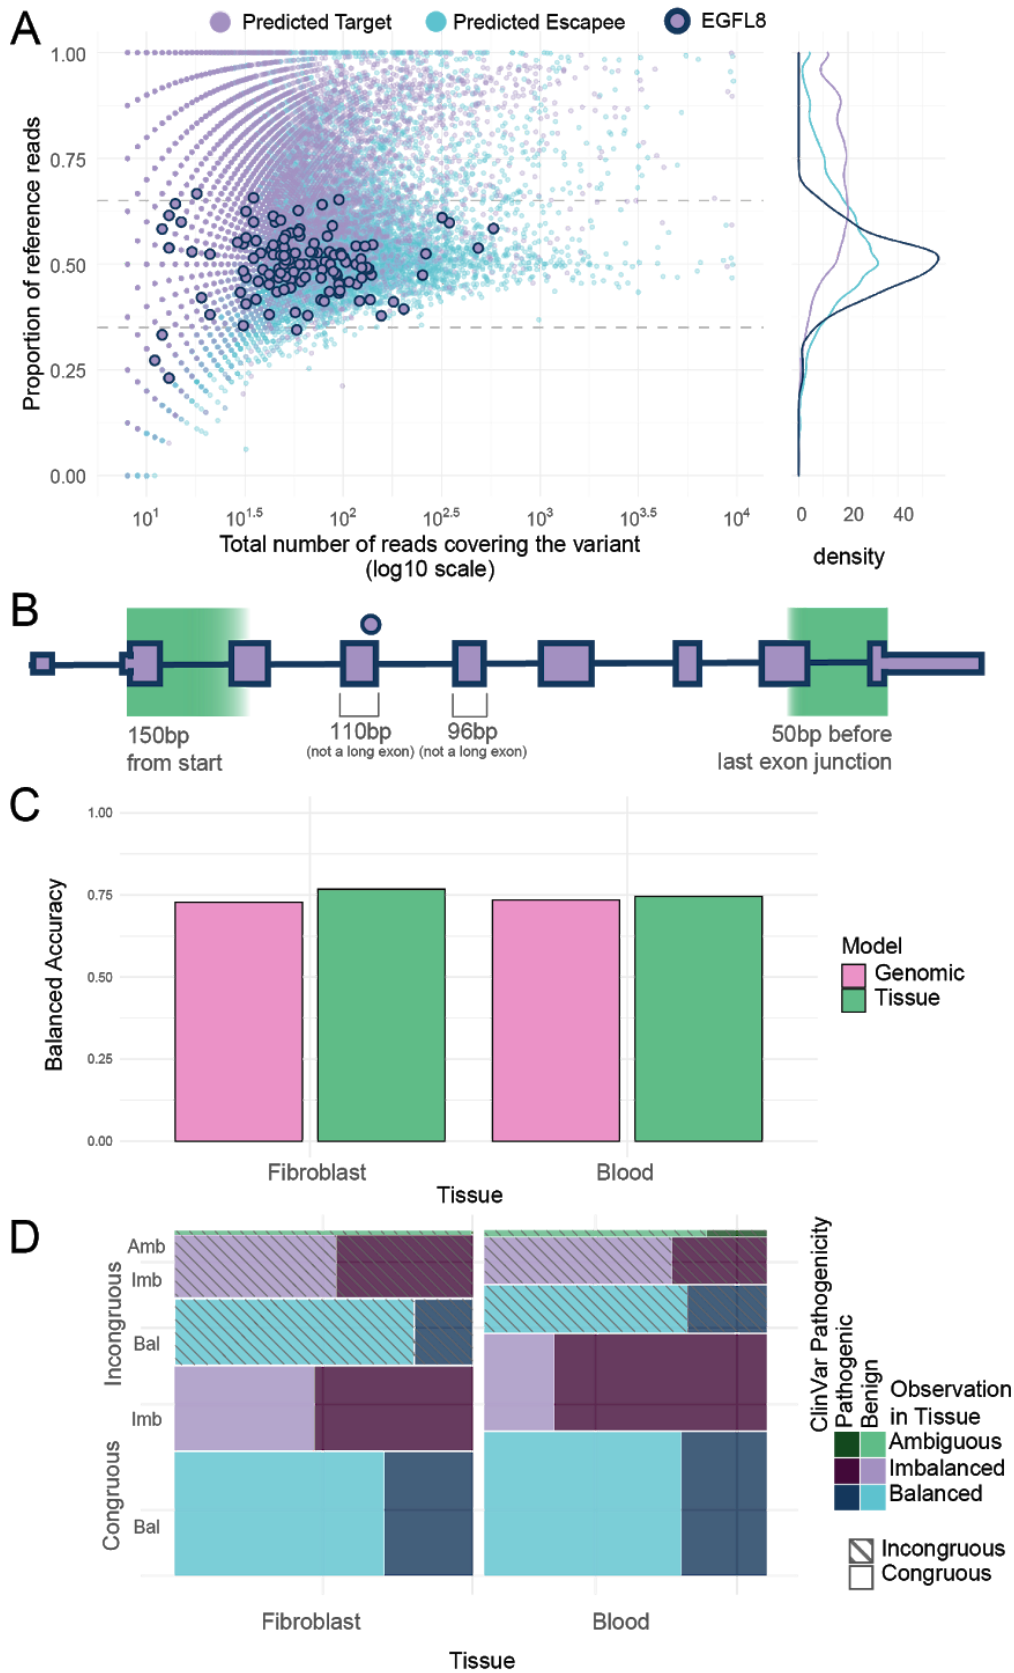 A
Predicted Target
Predicted Escapee
EGFL8
Proportion of reference reads
1.00
0.75
0.50
0.25
0.00
10^1
10^1.5
10^2
10^2.5
10^3
10^3.5
10^4
Total number of reads covering the variant
(log10 scale)
0
20
40
density
B
150bp
from start
110bp
(not a long exon)
96bp
(not a long exon)
50bp before
last exon junction
C
Balanced Accuracy
1.00
0.75
0.50
0.25
0.00
Fibroblast
Blood
Tissue
Model
Genomic
Tissue
D
Incongruous
Amb
Imb
Bal
Congruous
Imb
Bal
Fibroblast
Blood
Tissue
ClinVar Pathogenicity
Pathogenic
Benign
Observation
in Tissue
Ambiguous
Imbalanced
Balanced
Incongruous
Congruous